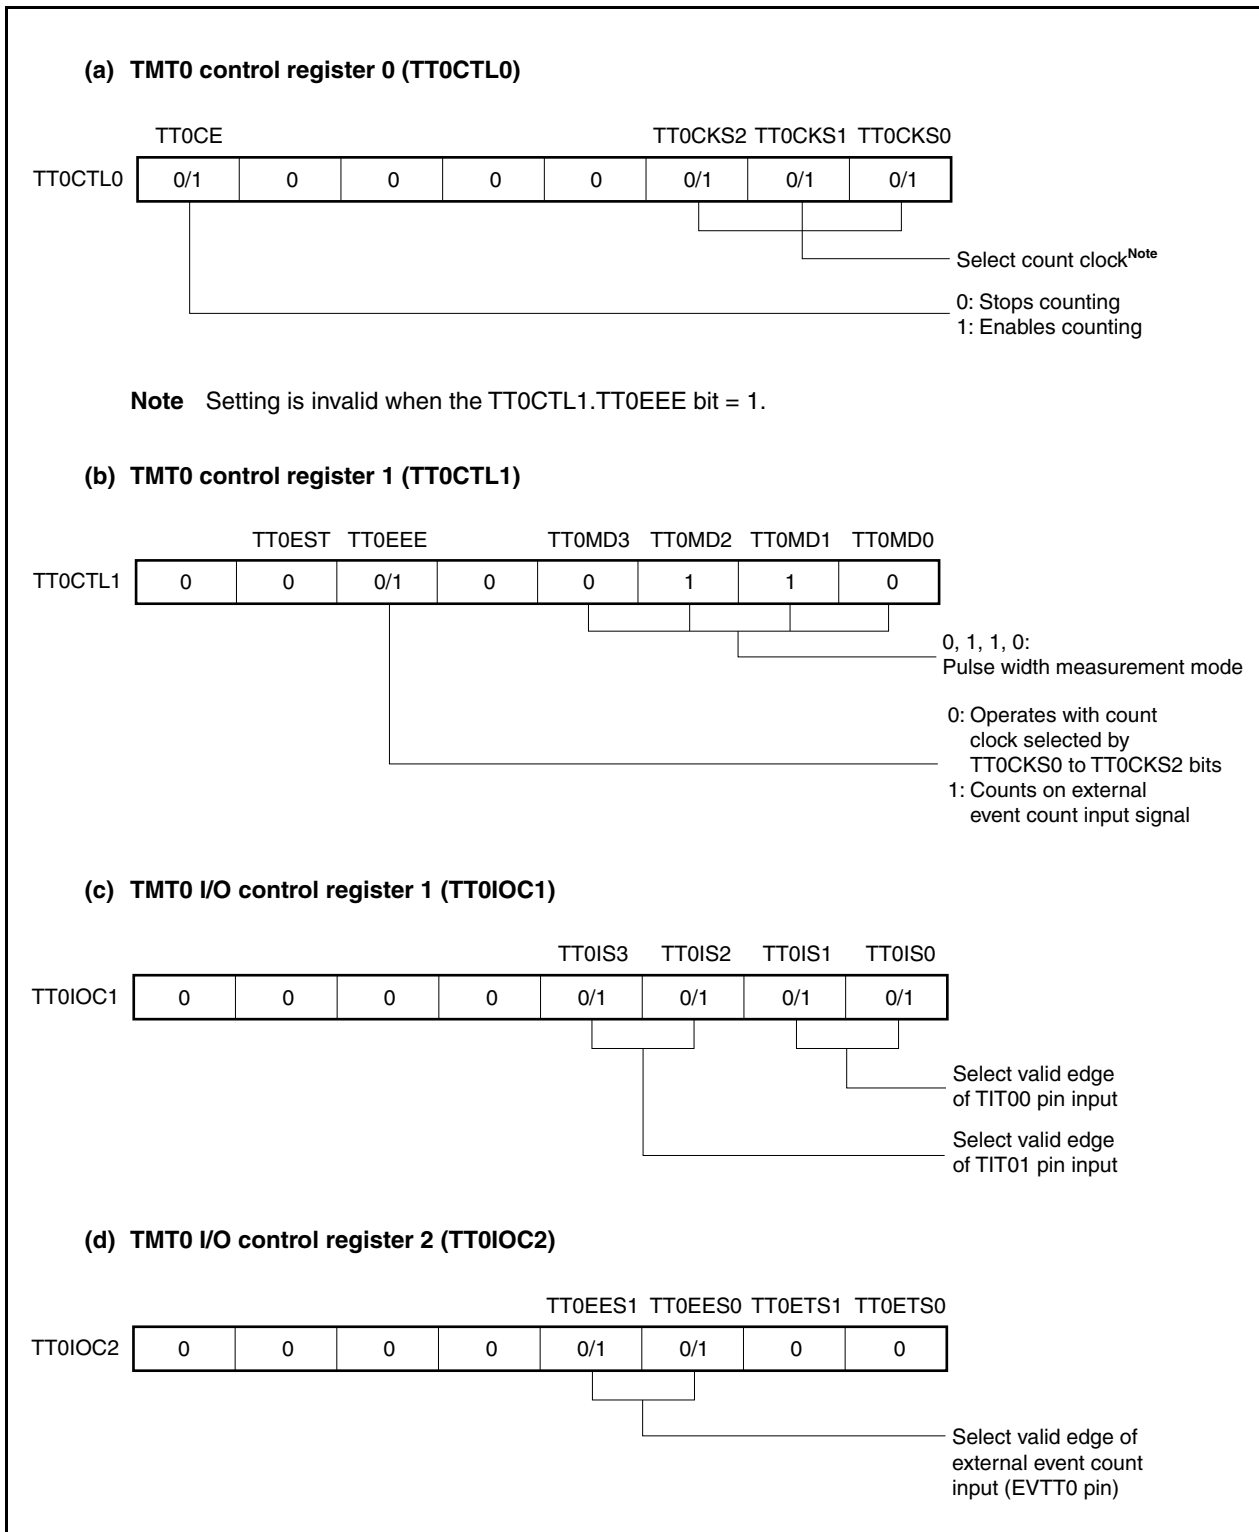 (a) TMT0 control register 0 (TT0CTL0)
TT0CE TT0CKS2 TT0CKS1 TT0CKS0
TT0CTL0 0/1 0 0 0 0 0/1 0/1 0/1
Select count clockNote
0: Stops counting
1: Enables counting
Note Setting is invalid when the TT0CTL1.TT0EEE bit = 1.
(b) TMT0 control register 1 (TT0CTL1)
TT0EST TT0EEE TT0MD3 TT0MD2 TT0MD1 TT0MD0
TT0CTL1 0 0 0/1 0 0 1 1 0
0, 1, 1, 0:
Pulse width measurement mode
0: Operates with count
clock selected by
TT0CKS0 to TT0CKS2 bits
1: Counts on external
event count input signal
(c) TMT0 I/O control register 1 (TT0IOC1)
TT0IS3 TT0IS2 TT0IS1 TT0IS0
TT0IOC1 0 0 0 0 0/1 0/1 0/1 0/1
Select valid edge
of TIT00 pin input
Select valid edge
of TIT01 pin input
(d) TMT0 I/O control register 2 (TT0IOC2)
TT0EES1 TT0EES0 TT0ETS1 TT0ETS0
TT0IOC2 0 0 0 0 0/1 0/1 0 0
Select valid edge of
external event count
input (EVTT0 pin)